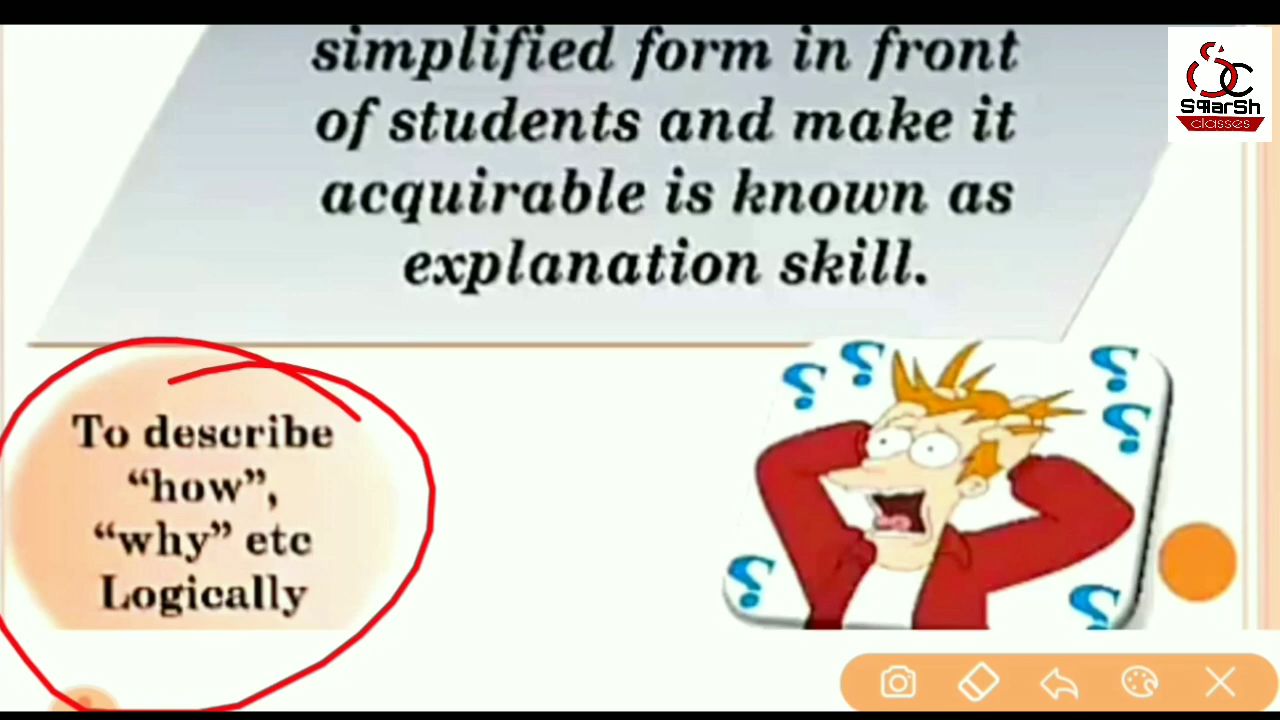 simplified form in front
of students and make it
acquirable is known as
explanation skill.
SparSh
classes
To describe
“how”,
“why” etc
Logically